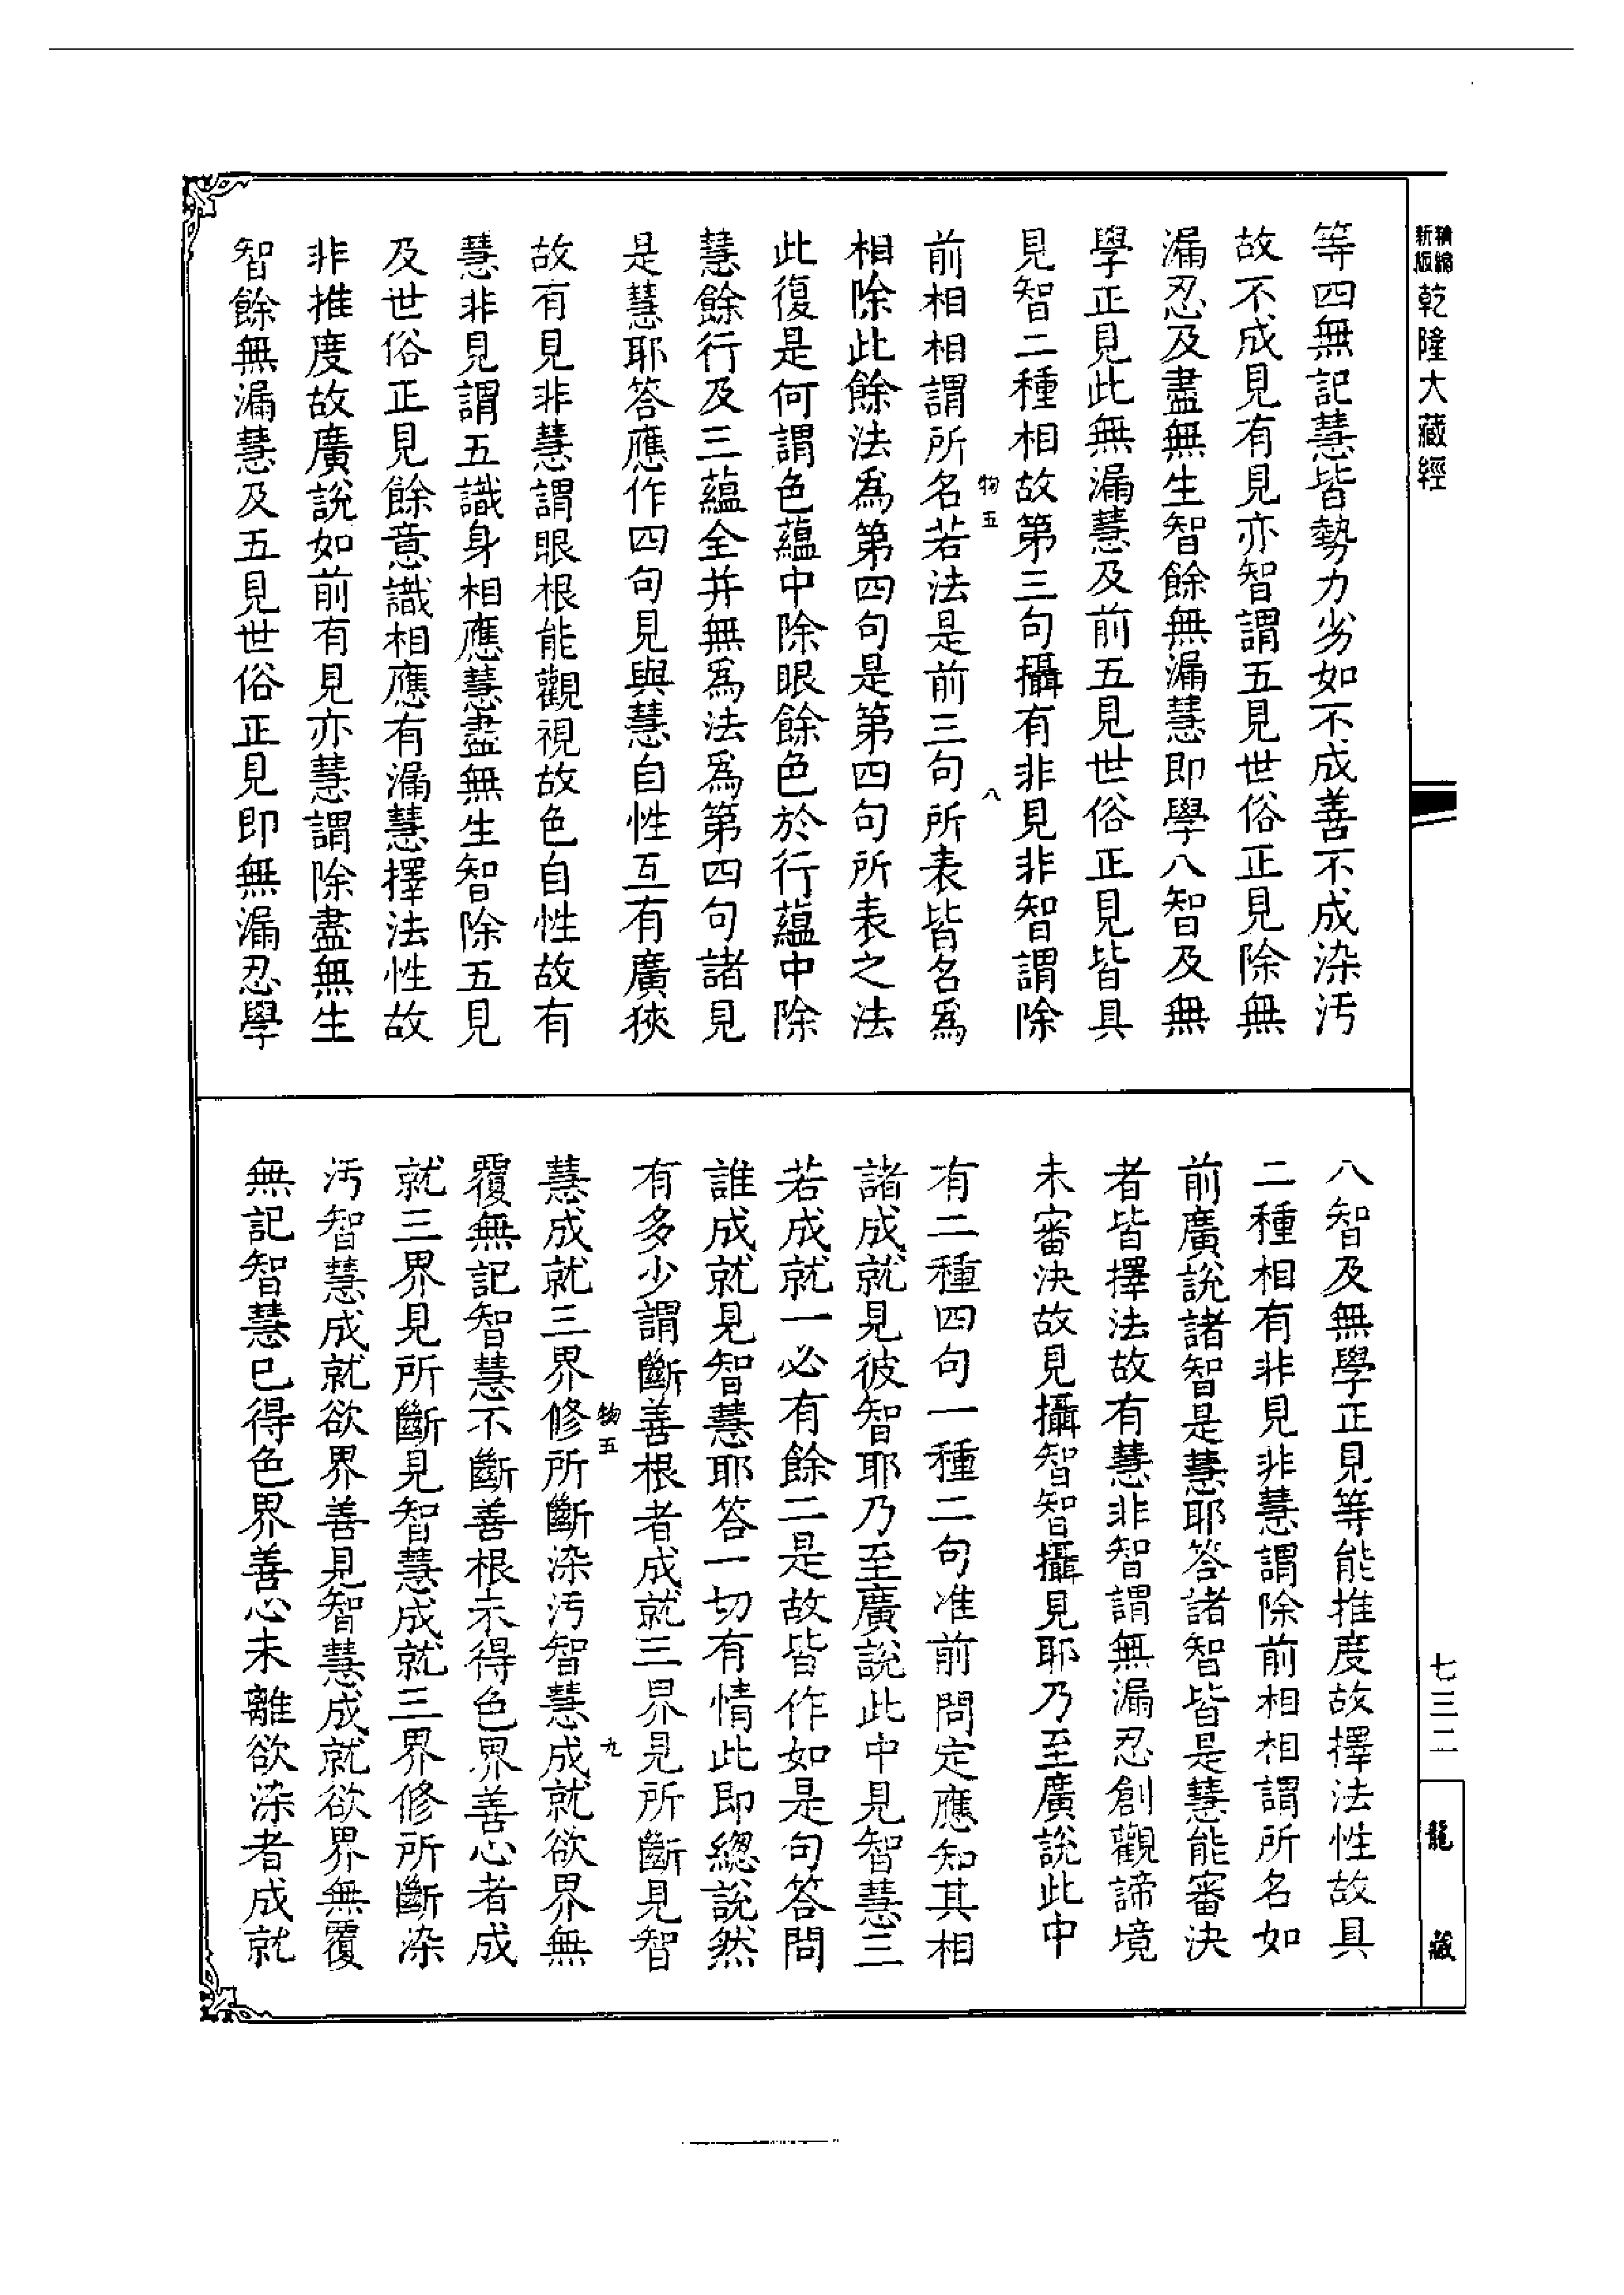 新版精縮乾隆大藏經
等四無記慧皆勢力劣如不成善不成染汚
故不成見有見亦智謂五見世俗正見除無
漏忍及盡無生智餘無漏慧即學八智及無
學正見此無漏慧及前五見世俗正見皆具
見智二種相故第三句攝有非見非智謂除
物五 八
前相相謂所名若法是前三句所表皆名爲
相除此餘法爲第四句是第四句所表之法
此復是何謂色蘊中除眼餘色於行蘊中除
慧餘行及三蘊全并無爲法爲第四句諸見
是慧耶答應作四句見與慧自性互有廣狹
故有見非慧謂眼根能觀視故色自性故有
慧非見謂五識身相應慧盡無生智除五見
及世俗正見餘意識相應有漏慧擇法性故
非推度故廣說如前有見亦慧謂除盡無生
智餘無漏慧及五見世俗正見即無漏忍學
八智及無學正見等能推度故擇法性故具
二種相有非見非慧謂除前相相謂所名如
前廣說諸智是慧耶答諸智皆是慧能審決
者皆擇法故有慧非智謂無漏忍創觀諦境
未審決故見攝智智攝見耶乃至廣說此中
有二種四句一種二句准前問定應知其相
諸成就見彼智耶乃至廣說此中見智慧三
若成就一必有餘二是故皆作如是句答問
誰成就見智慧耶答一切有情此即總說然
有多少謂斷善根者成就三界見所斷見智
物五 九
慧成就三界修所斷染汚智慧成就欲界無
覆無記智慧不斷善根未得色界善心者成
就三界見所斷見智慧成就三界修所斷染
汚智慧成就欲界善見智慧成就欲界無覆
無記智慧已得色界善心未離欲染者成就
七三二
龍藏